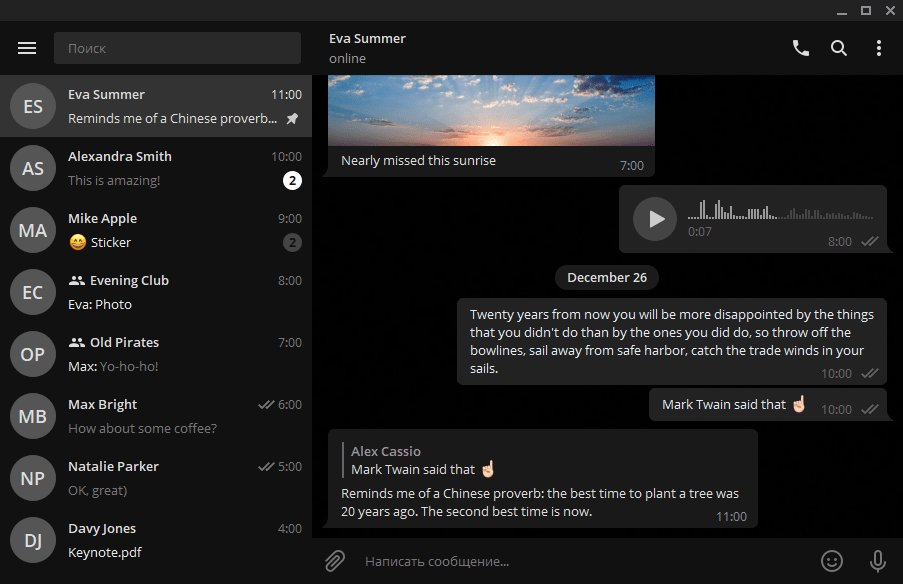 Поиск
ES
Eva Summer
11:00
Reminds me of a Chinese proverb...
AS
Alexandra Smith
10:00
This is amazing!
2
MA
Mike Apple
9:00
😄 Sticker
2
EC
Evening Club
8:00
Eva: Photo
OP
Old Pirates
7:00
Max: Yo-ho-ho!
MB
Max Bright
6:00
How about some coffee?
NP
Natalie Parker
5:00
OK, great)
DJ
Davy Jones
4:00
Keynote.pdf
Eva Summer
online
Nearly missed this sunrise
7:00
0:07
8:00
December 26
Twenty years from now you will be more disappointed by the things
that you didn't do than by the ones you did do, so throw off the
bowlines, sail away from safe harbor, catch the trade winds in your
sails.
10:00
Mark Twain said that ☝🏻
10:00
Alex Cassio
Mark Twain said that ☝🏻
Reminds me of a Chinese proverb: the best time to plant a tree was
20 years ago. The second best time is now.
11:00
Написать сообщение...